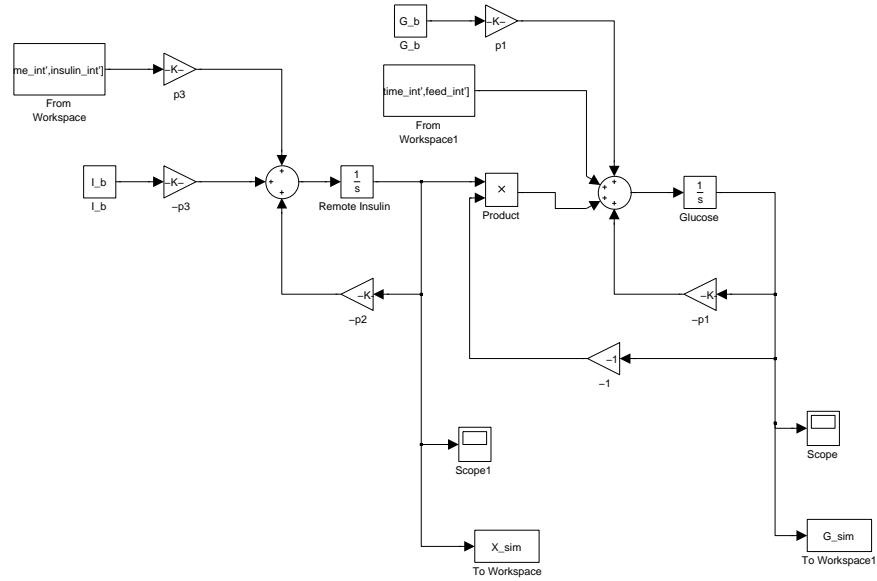 G_b
G_b
–K–
p1
me_int',insulin_int']
From
Workspace
–K–
p3
time_int',feed_int']
From
Workspace1
I_b
I_b
–K–
–p3
+
+
+
1
s
Remote Insulin
×
Product
+
+
+
+
1
s
Glucose
–K–
–p2
–K–
–p1
–1
–1
Scope1
Scope
X_sim
To Workspace
G_sim
To Workspace1